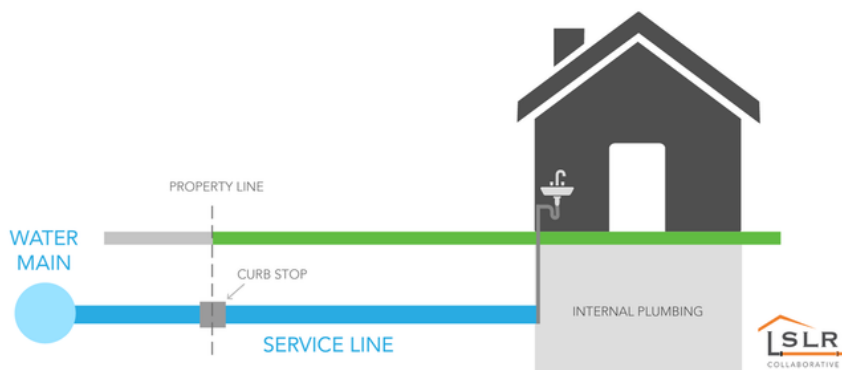 PROPERTY LINE
WATER
MAIN
CURB STOP
SERVICE LINE
INTERNAL PLUMBING
LSLR
COLLABORATIVE